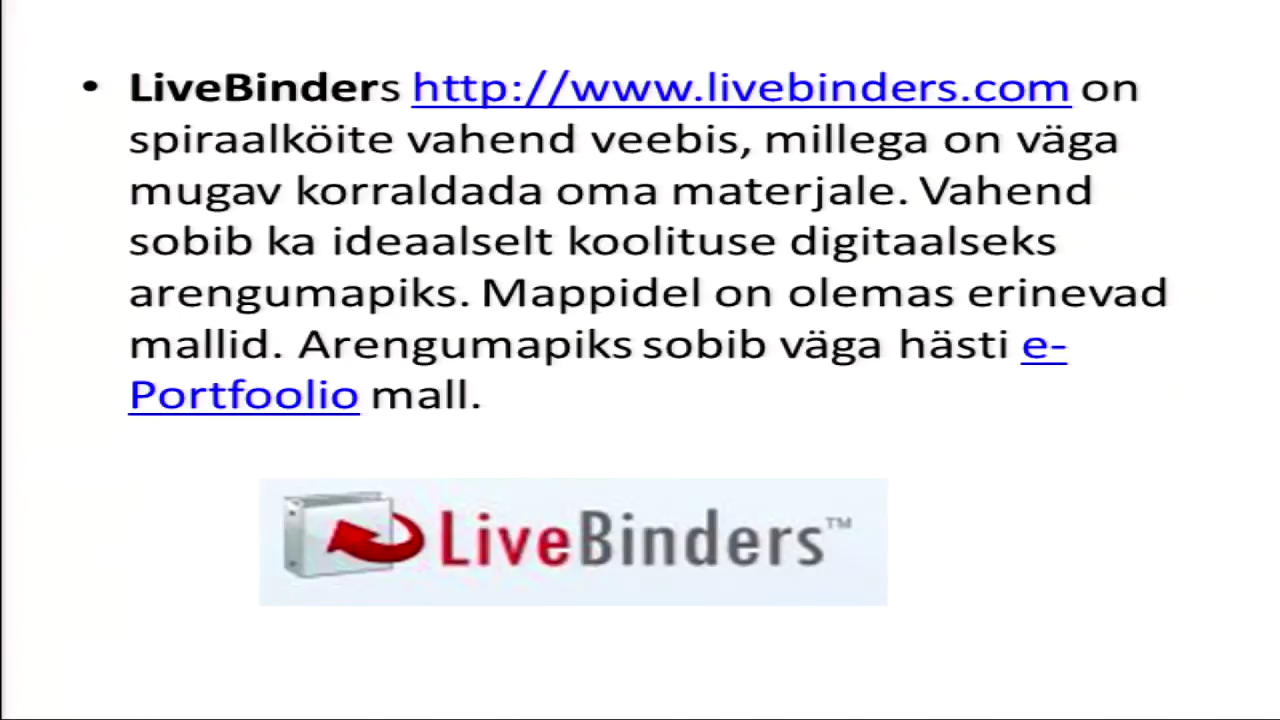 • LiveBinders http://www.livebinders.com on
spiraalköite vahend veebis, millega on väga
mugav korraldada oma materjale. Vahend
sobib ka ideaalselt koolituse digitaalseks
arengumapiks. Mappidel on olemas erinevad
mallid. Arengumapiks sobib väga hästi e-
Portfoolio mall.
LiveBinders™